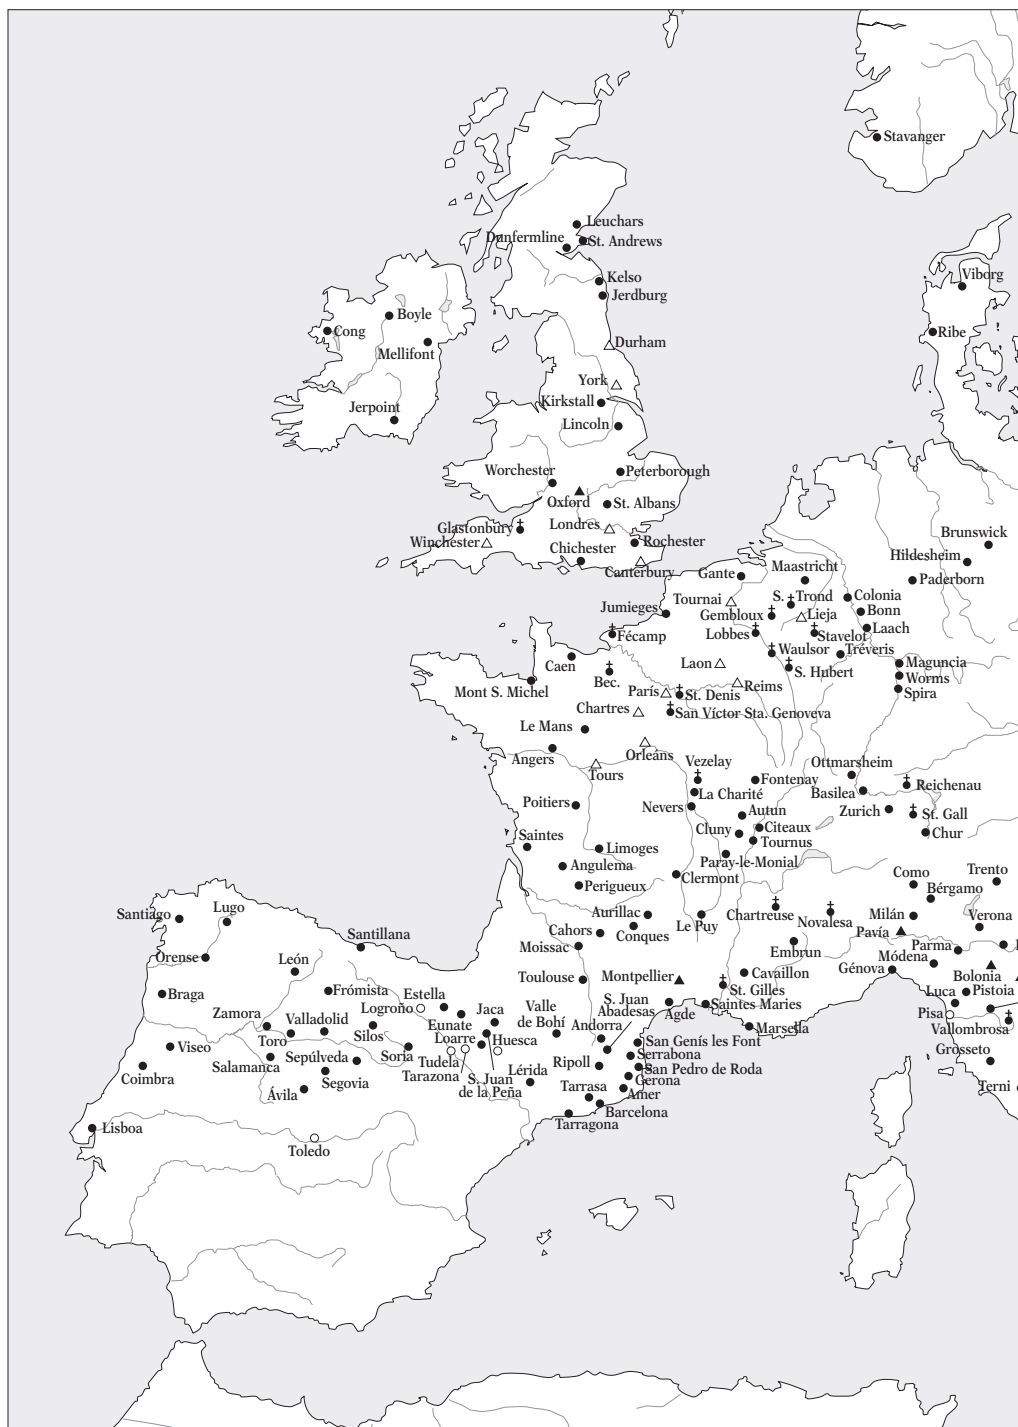 Stavanger
Leuchars
Dunfermline
St. Andrews
Viborg
Kelso
Jerdburg
Boyle
Cong
Ribe
Durham
Mellifont
York
Kirkstall
Jerpoint
Lincoln
Worchester
Peterborough
Oxford
St. Albans
Glastonbury
Londres
Brunswick
Winchester
Rochester
Chichester
Hildesheim
Canterbury
Gante
Maastricht
Paderborn
Tournai
S. Trond
Colonia
Jumieges
Gembloux
Lieja
Bonn
Fécamp
Lobbes
Stavelot
Laach
Waulsor
Tréveris
Caen
Laon
S. Hubert
Maguncia
Bec.
Worms
Mont S. Michel
París
St. Denis
Reims
Spira
Chartres
San Víctor Sta. Genoveva
Le Mans
Angers
Orleáns
Tours
Vezelay
Fontenay
Ottmarsheim
Reichenau
La Charité
Basilea
Poitiers
Nevers
Autun
Zurich
St. Gall
Cluny
Citeaux
Chur
Saintes
Tournus
Limoges
Paray-le-Monial
Angulema
Clermont
Como
Trento
Perigueux
Bérgamo
Santiago
Lugo
Aurillac
Chartreuse
Novalesa
Milán
Verona
Santillana
Cahors
Conques
Le Puy
Pavía
Moissac
Embrun
Parma
Orense
León
Módena
Toulouse
Montpellier
Cavaillon
Génova
Bolonia
Braga
Frómista
Estella
St. Gilles
Luca
Pistoia
Logroño
Jaca
Valle
de Bohí
S. Juan
Abadesas
Agde
Saintes Maries
Pisa
Zamora
Valladolid
Eunate
Andorra
Marsella
Vallombrosa
Toro
Silos
Loarre
Huesca
San Genís les Font
Viseo
Soria
Serrabona
Grosseto
Salamanca
Sepúlveda
Tudela
Ripoll
San Pedro de Roda
Coimbra
Segovia
Tarazona
S. Juan
de la Peña
Lérida
Gerona
Ávila
Tarrasa
Amer
Terni
Barcelona
Tarragona
Lisboa
Toledo